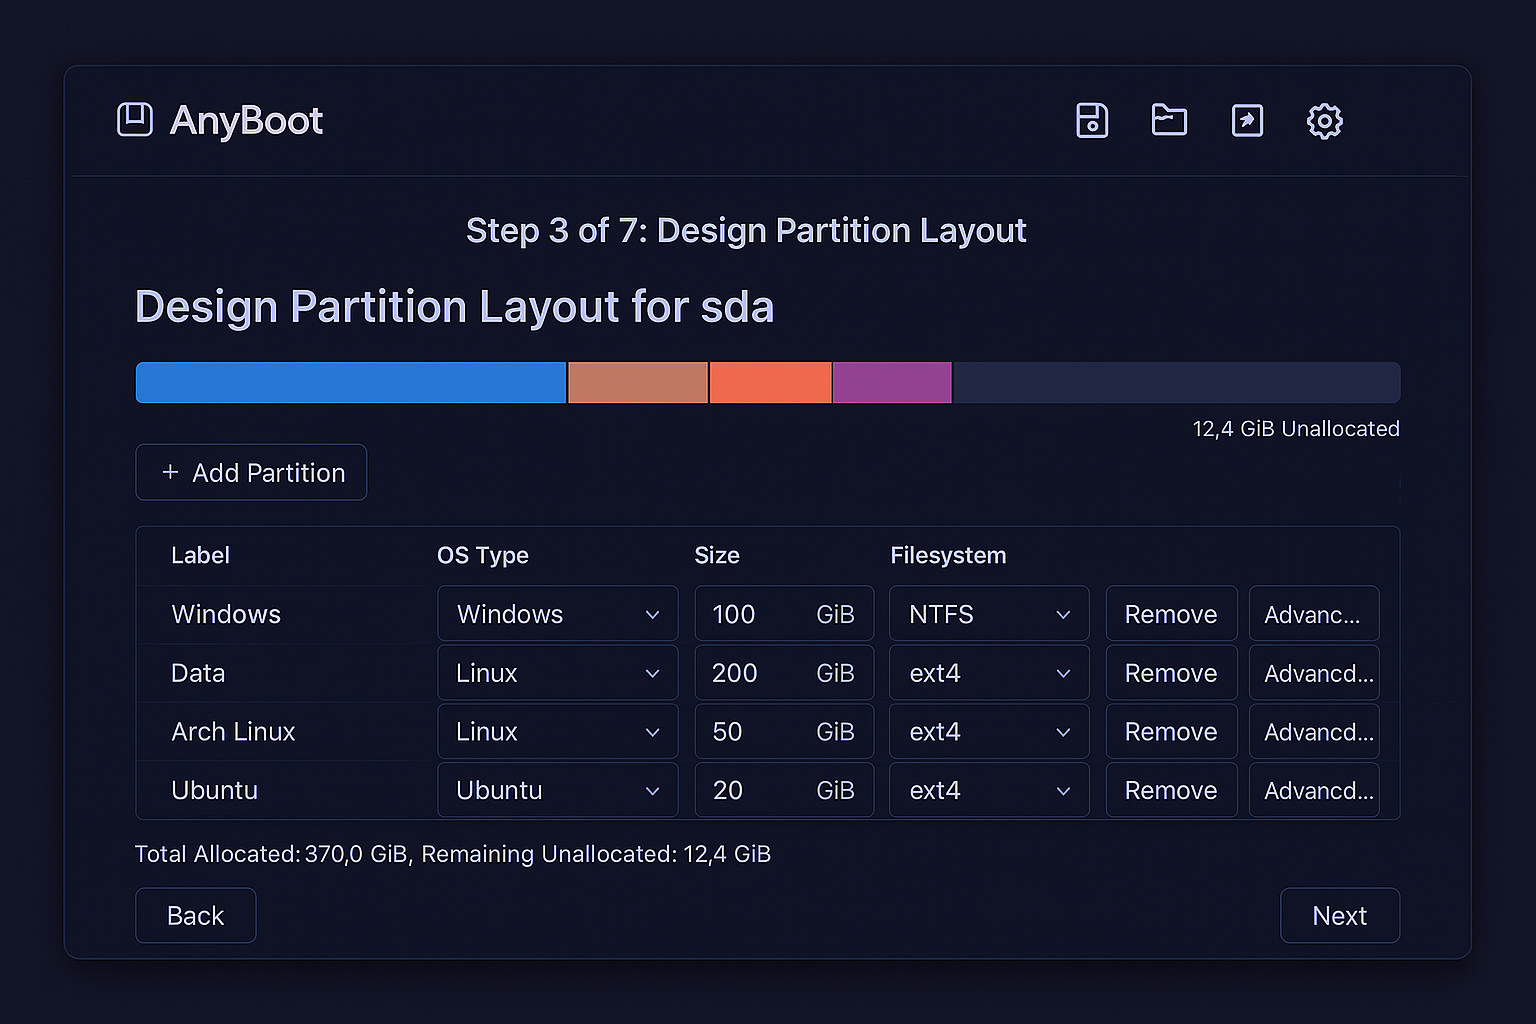 AnyBoot
Step 3 of 7: Design Partition Layout
Design Partition Layout for sda
12,4 GiB Unallocated
+ Add Partition
Label OS Type Size Filesystem
Windows Windows 100 GiB NTFS Remove Advanc...
Data Linux 200 GiB ext4 Remove Advancd...
Arch Linux Linux 50 GiB ext4 Remove Advancd...
Ubuntu Ubuntu 20 GiB ext4 Remove Advancd...
Total Allocated: 370,0 GiB, Remaining Unallocated: 12,4 GiB
Back Next